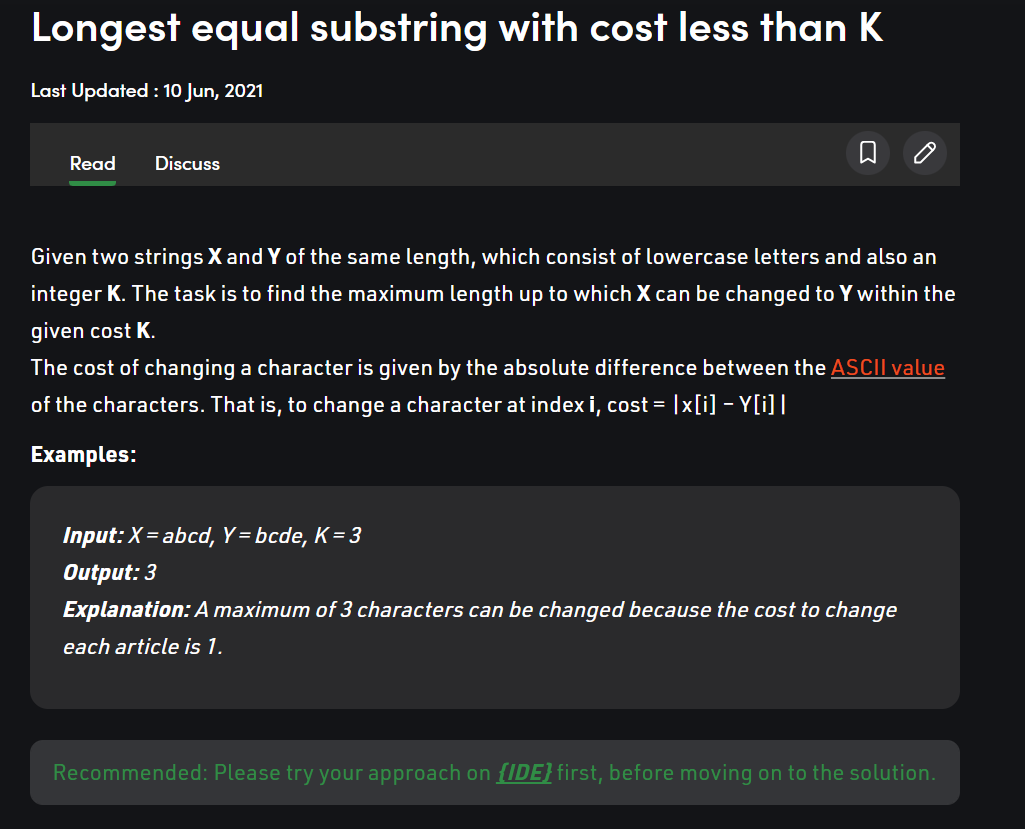 Longest equal substring with cost less than K
Last Updated : 10 Jun, 2021
Read Discuss
Given two strings X and Y of the same length, which consist of lowercase letters and also an
integer K. The task is to find the maximum length up to which X can be changed to Y within the
given cost K.
The cost of changing a character is given by the absolute difference between the ASCII value
of the characters. That is, to change a character at index i, cost = |x[i] – Y[i]|
Examples:
Input: X = abcd, Y = bcde, K = 3
Output: 3
Explanation: A maximum of 3 characters can be changed because the cost to change
each article is 1.
Recommended: Please try your approach on {IDE} first, before moving on to the solution.